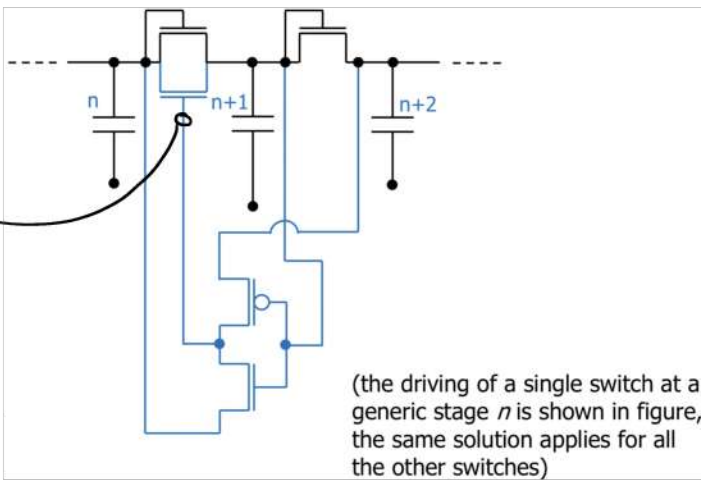 n
n+1
n+2
(the driving of a single switch at a
generic stage n is shown in figure,
the same solution applies for all
the other switches)